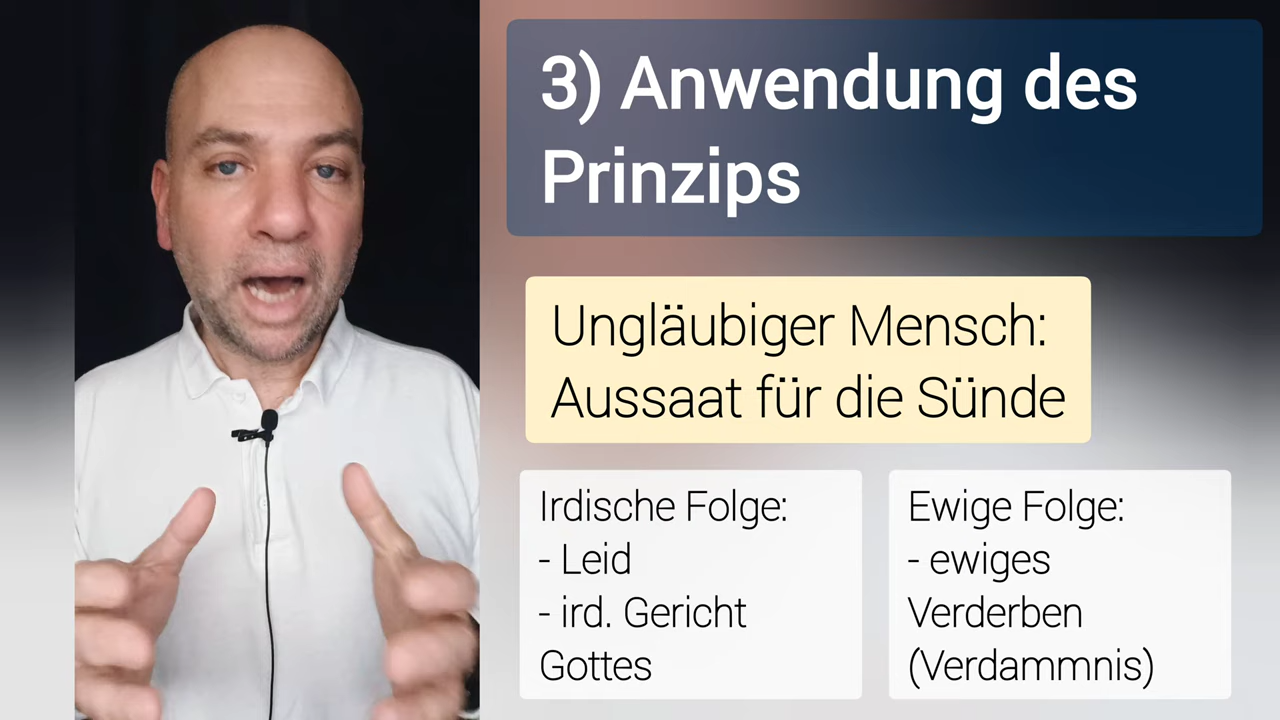 3) Anwendung des
Prinzips
Ungläubiger Mensch:
Aussaat für die Sünde
Irdische Folge:
- Leid
- ird. Gericht
Gottes
Ewige Folge:
- ewiges
Verderben
(Verdammnis)